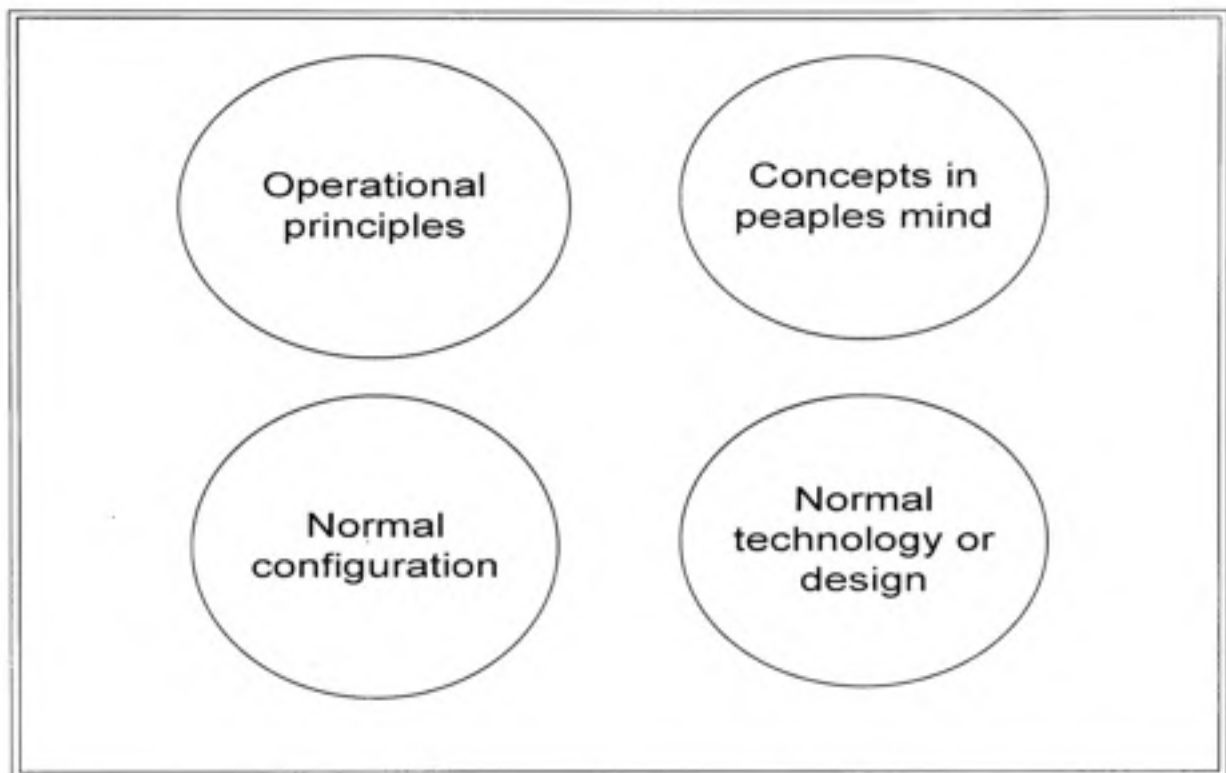 Operational
principles
Concepts in
peaples mind
Normal
configuration
Normal
technology or
design